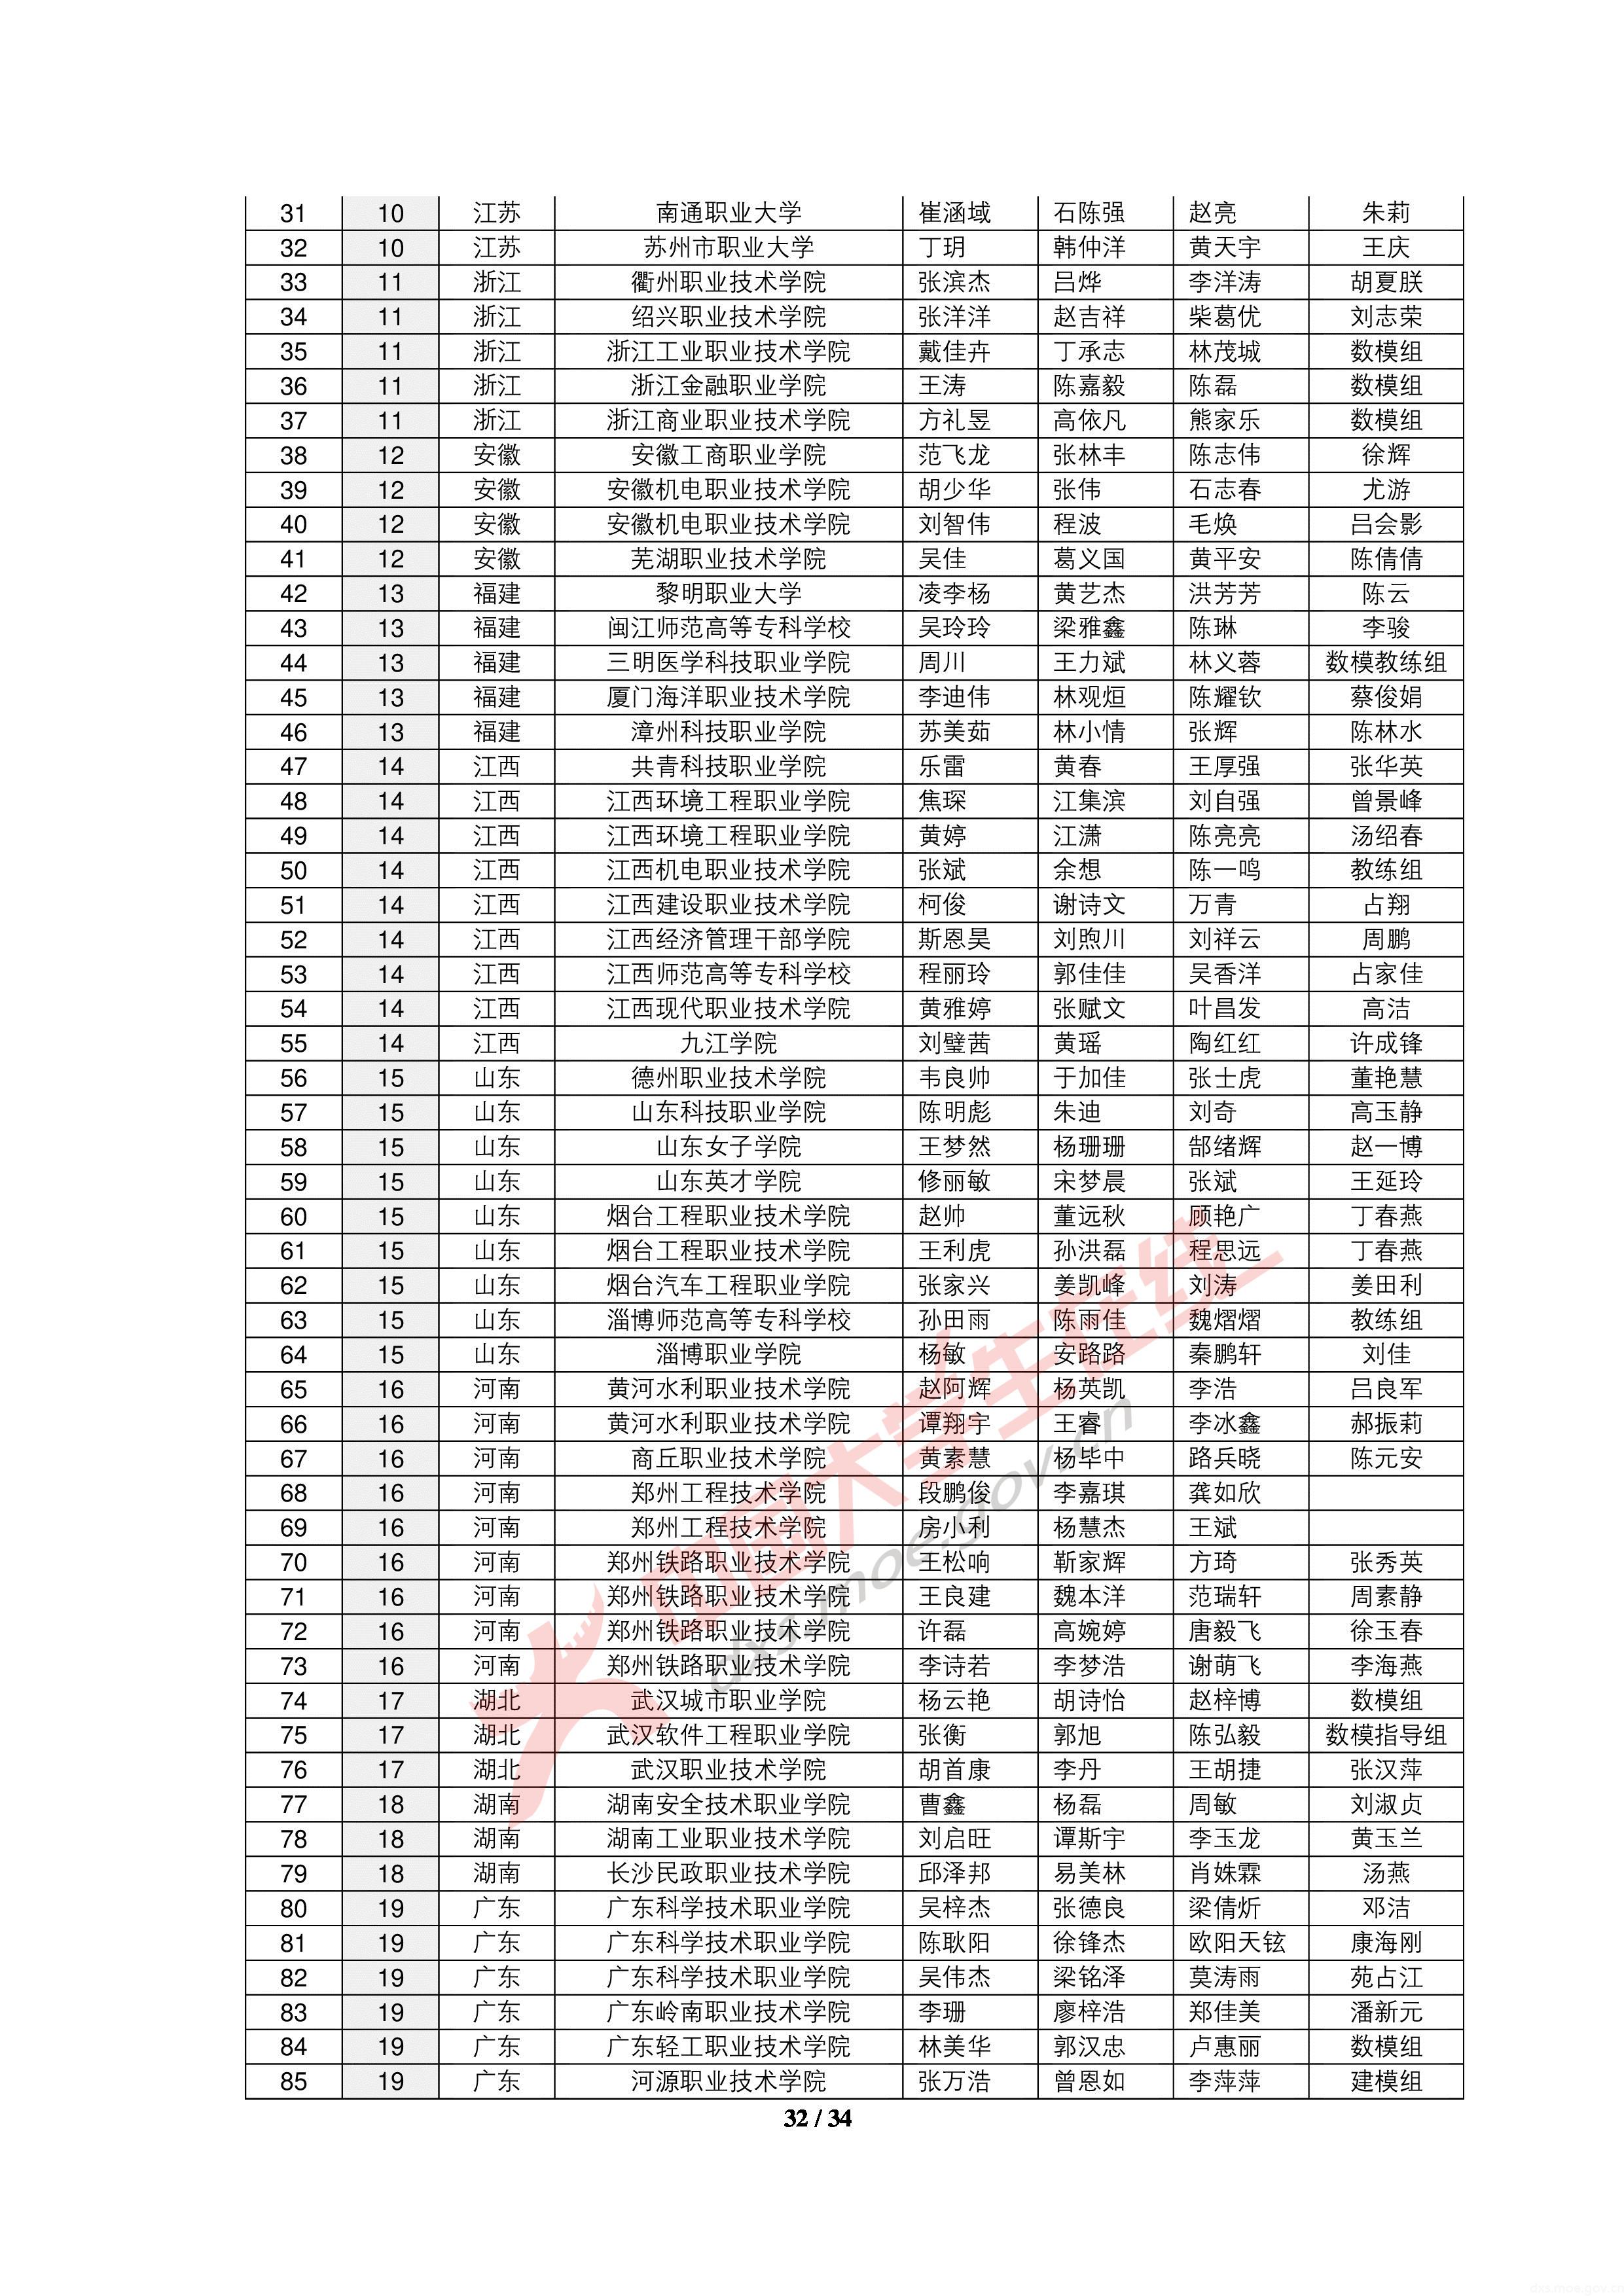 31 10 江苏 南通职业大学 崔涵域 石陈强 赵亮 朱莉
32 10 江苏 苏州市职业大学 丁玥 韩仲洋 黄天宇 王庆
33 11 浙江 衢州职业技术学院 张滨杰 吕烨 李洋涛 胡夏朕
34 11 浙江 绍兴职业技术学院 张洋洋 赵吉祥 柴葛优 刘志荣
35 11 浙江 浙江工业职业技术学院 戴佳卉 丁承志 林茂城 数模组
36 11 浙江 浙江金融职业学院 王涛 陈嘉毅 陈磊 数模组
37 11 浙江 浙江商业职业技术学院 方礼昱 高依凡 熊家乐 数模组
38 12 安徽 安徽工商职业学院 范飞龙 张林丰 陈志伟 徐辉
39 12 安徽 安徽机电职业技术学院 胡少华 张伟 石志春 尤游
40 12 安徽 安徽机电职业技术学院 刘智伟 程波 毛焕 吕会影
41 12 安徽 芜湖职业技术学院 吴佳 葛义国 黄平安 陈倩倩
42 13 福建 黎明职业大学 凌李杨 黄艺杰 洪芳芳 陈云
43 13 福建 闽江师范高等专科学校 吴玲玲 梁雅鑫 陈琳 李骏
44 13 福建 三明医学科技职业学院 周川 王力斌 林义蓉 数模教练组
45 13 福建 厦门海洋职业技术学院 李迪伟 林观烜 陈耀钦 蔡俊娟
46 13 福建 漳州科技职业学院 苏美茹 林小情 张辉 陈林水
47 14 江西 共青科技职业学院 乐雷 黄春 王厚强 张华英
48 14 江西 江西环境工程职业学院 焦琛 江集滨 刘自强 曾景峰
49 14 江西 江西环境工程职业学院 黄婷 江潇 陈亮亮 汤绍春
50 14 江西 江西机电职业技术学院 张斌 余想 陈一鸣 教练组
51 14 江西 江西建设职业技术学院 柯俊 谢诗文 万青 占翔
52 14 江西 江西经济管理干部学院 斯恩昊 刘煦川 刘祥云 周鹏
53 14 江西 江西师范高等专科学校 程丽玲 郭佳佳 吴香洋 占家佳
54 14 江西 江西现代职业技术学院 黄雅婷 张赋文 叶昌发 高洁
55 14 江西 九江学院 刘璧茜 黄瑶 陶红红 许成锋
56 15 山东 德州职业技术学院 韦良帅 于加佳 张士虎 董艳慧
57 15 山东 山东科技职业学院 陈明彪 朱迪 刘奇 高玉静
58 15 山东 山东女子学院 王梦然 杨珊珊 郜绪辉 赵一博
59 15 山东 山东英才学院 修丽敏 宋梦晨 张斌 王延玲
60 15 山东 烟台工程职业技术学院 赵帅 董远秋 顾艳广 丁春燕
61 15 山东 烟台工程职业技术学院 王利虎 孙洪磊 程思远 丁春燕
62 15 山东 烟台汽车工程职业学院 张家兴 姜凯峰 刘涛 姜田利
63 15 山东 淄博师范高等专科学校 孙田雨 陈雨佳 魏熠熠 教练组
64 15 山东 淄博职业学院 杨敏 安路路 秦鹏轩 刘佳
65 16 河南 黄河水利职业技术学院 赵阿辉 杨英凯 李浩 吕良军
66 16 河南 黄河水利职业技术学院 谭翔宇 王睿 李冰鑫 郝振莉
67 16 河南 商丘职业技术学院 黄素慧 杨毕中 路兵晓 陈元安
68 16 河南 郑州工程技术学院 段鹏俊 李嘉琪 龚如欣
69 16 河南 郑州工程技术学院 房小利 杨慧杰 王斌
70 16 河南 郑州铁路职业技术学院 王松响 靳家辉 方琦 张秀英
71 16 河南 郑州铁路职业技术学院 王良建 魏本洋 范瑞轩 周素静
72 16 河南 郑州铁路职业技术学院 许磊 高婉婷 唐毅飞 徐玉春
73 16 河南 郑州铁路职业技术学院 李诗若 李梦浩 谢萌飞 李海燕
74 17 湖北 武汉城市职业学院 杨云艳 胡诗怡 赵梓博 数模组
75 17 湖北 武汉软件工程职业学院 张衡 郭旭 陈弘毅 数模指导组
76 17 湖北 武汉职业技术学院 胡首康 李丹 王胡捷 张汉萍
77 18 湖南 湖南安全技术职业学院 曹鑫 杨磊 周敏 刘淑贞
78 18 湖南 湖南工业职业技术学院 刘启旺 谭斯宇 李玉龙 黄玉兰
79 18 湖南 长沙民政职业技术学院 邱泽邦 易美林 肖姝霖 汤燕
80 19 广东 广东科学技术职业学院 吴梓杰 张德良 梁倩炘 邓洁
81 19 广东 广东科学技术职业学院 陈耿阳 徐锋杰 欧阳天铉 康海刚
82 19 广东 广东科学技术职业学院 吴伟杰 梁铭泽 莫涛雨 苑占江
83 19 广东 广东岭南职业技术学院 李珊 廖梓浩 郑佳美 潘新元
84 19 广东 广东轻工职业技术学院 林美华 郭汉忠 卢惠丽 数模组
85 19 广东 河源职业技术学院 张万浩 曾恩如 李萍萍 建模组
中国大学生在线
dxs.moe.gov.cn
32 / 34
dxs.moe.gov.cn